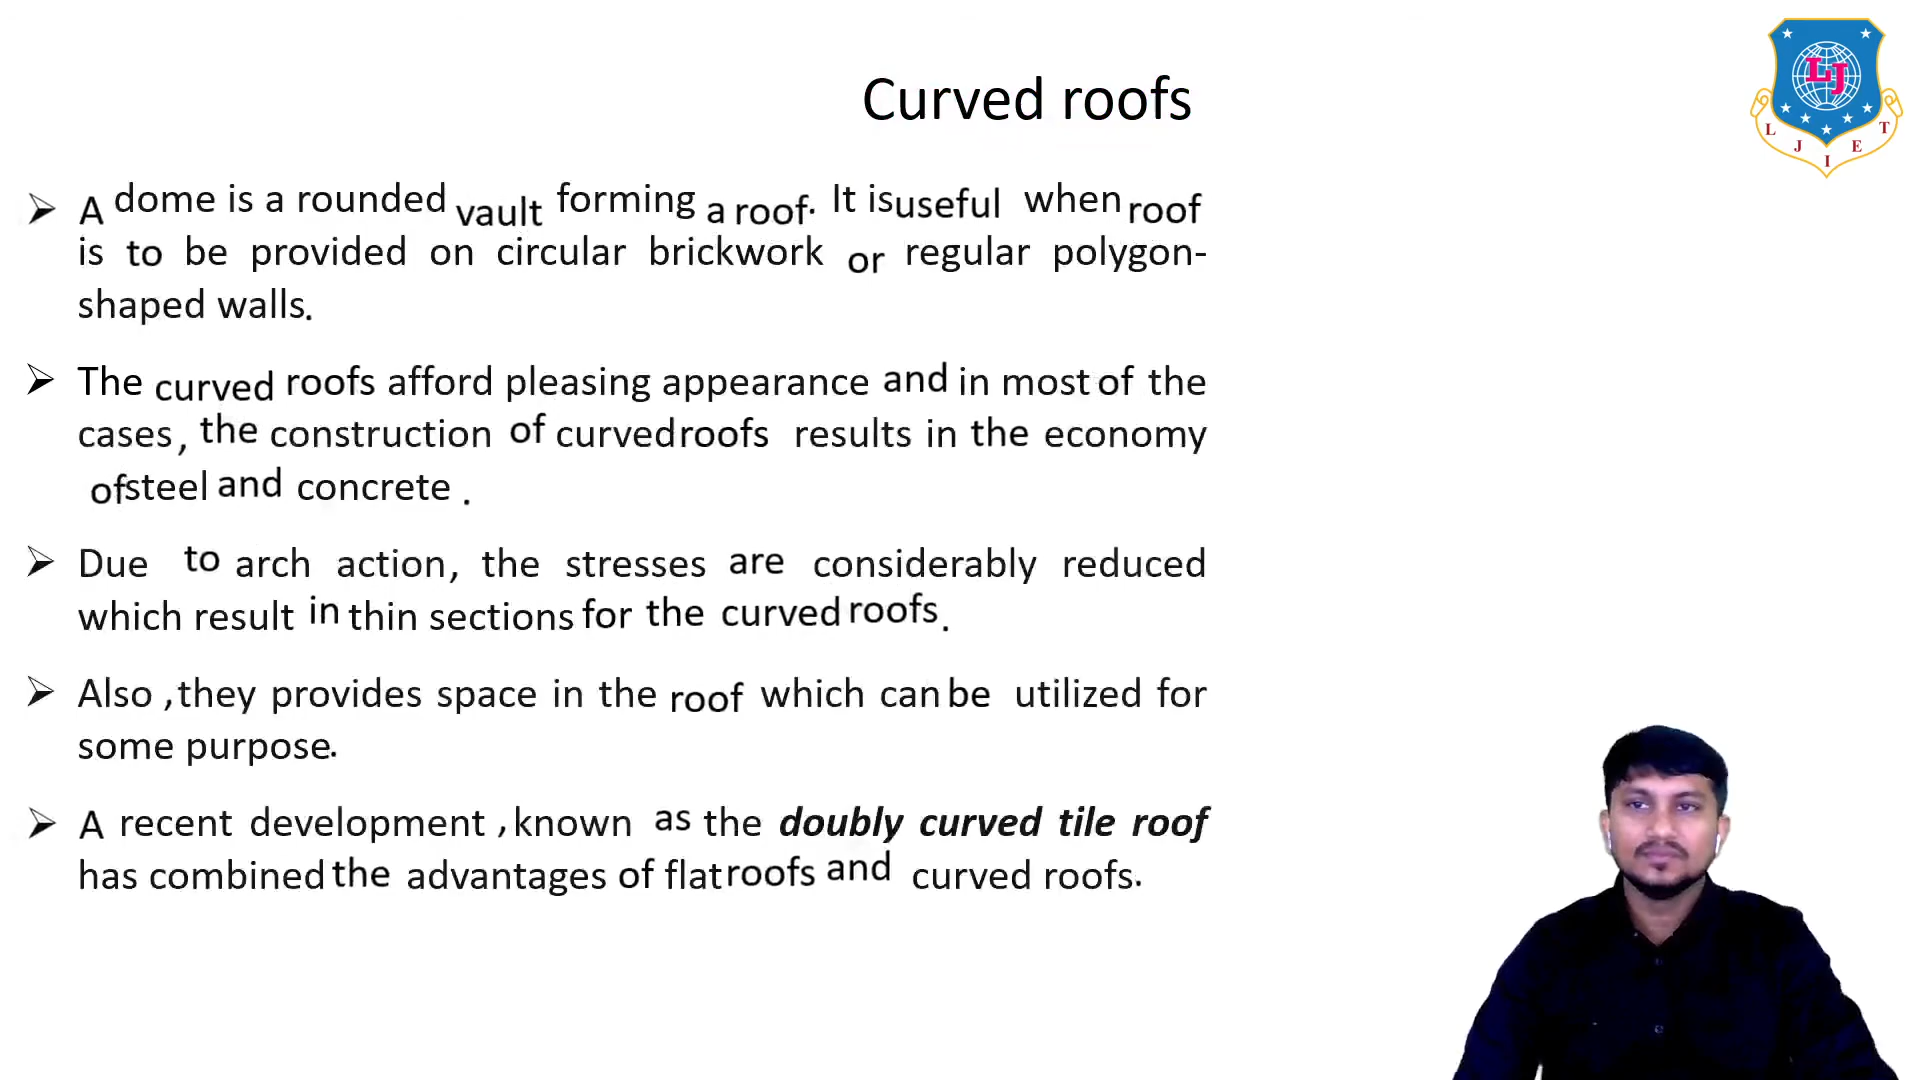 Curved roofs
LJ
L J I E T
➢ A dome is a rounded vault forming a roof. It is useful when roof
is to be provided on circular brickwork or regular polygon-
shaped walls.
➢ The curved roofs afford pleasing appearance and in most of the
cases, the construction of curved roofs results in the economy
of steel and concrete .
➢ Due to arch action, the stresses are considerably reduced
which result in thin sections for the curved roofs.
➢ Also ,they provides space in the roof which can be utilized for
some purpose.
➢ A recent development ,known as the doubly curved tile roof
has combined the advantages of flat roofs and curved roofs.